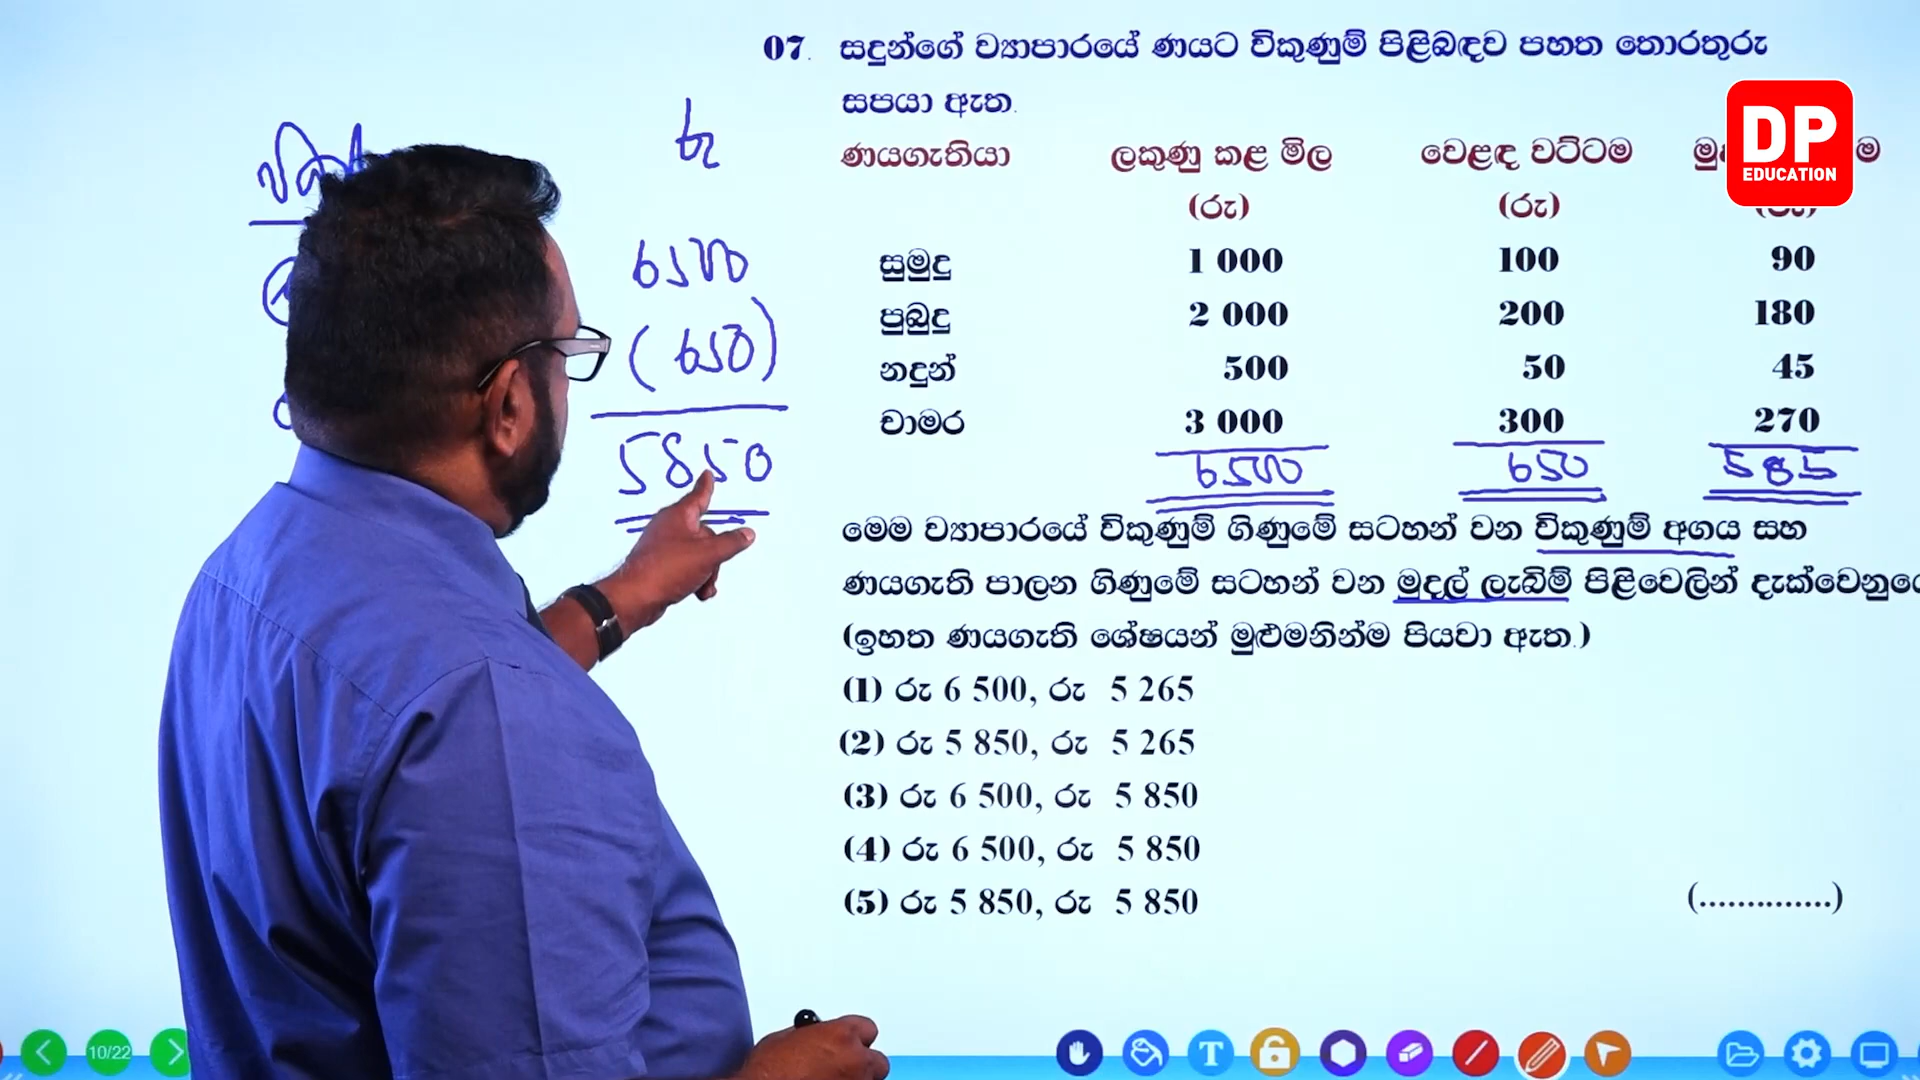 07. සදුන්ගේ ව්‍යාපාරයේ ණයට විකුණුම් පිළිබඳව පහත තොරතුරු
සපයා ඇත.
ණයගැතියා ලකුණු කළ මිල වෙළඳ වට්ටම
(රු) (රු) (රු)
සුමුදු 1 000 100 90
පුබුදු 2 000 200 180
නදුන් 500 50 45
චාමර 3 000 300 270
6500 650 585
මෙම ව්‍යාපාරයේ විකුණුම් ගිණුමේ සටහන් වන විකුණුම් අගය සහ
ණයගැති පාලන ගිණුමේ සටහන් වන මුදල් ලැබීම් පිළිවෙලින් දැක්වෙනුයේ
(ඉහත ණයගැති ශේෂයන් මුළුමනින්ම පියවා ඇත.)
(1) රු 6 500, රු 5 265
(2) රු 5 850, රු 5 265
(3) රු 6 500, රු 5 850
(4) රු 6 500, රු 5 850
(5) රු 5 850, රු 5 850
(..............)
රු
6500
(650)
5850
DP
EDUCATION
10/22
T